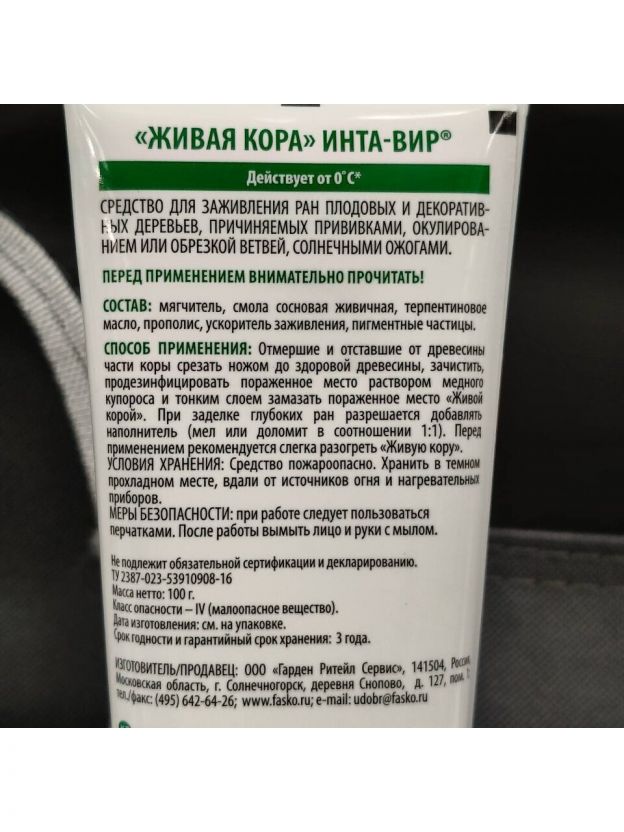 «ЖИВАЯ КОРА» ИНТА-ВИР®
Действует от 0˚С*
СРЕДСТВО ДЛЯ ЗАЖИВЛЕНИЯ РАН ПЛОДОВЫХ И ДЕКОРАТИВ-
НЫХ ДЕРЕВЬЕВ, ПРИЧИНЯЕМЫХ ПРИВИВКАМИ, ОКУЛИРОВА-
НИЕМ ИЛИ ОБРЕЗКОЙ ВЕТВЕЙ, СОЛНЕЧНЫМИ ОЖОГАМИ.
ПЕРЕД ПРИМЕНЕНИЕМ ВНИМАТЕЛЬНО ПРОЧИТАТЬ!
СОСТАВ: мягчитель, смола сосновая живичная, терпентиновое
масло, прополис, ускоритель заживления, пигментные частицы.
СПОСОБ ПРИМЕНЕНИЯ: Отмершие и отставшие от древесины
части коры срезать ножом до здоровой древесины, зачистить,
продезинфицировать пораженное место раствором медного
купороса и тонким слоем замазать пораженное место «Живой
корой». При заделке глубоких ран разрешается добавлять
наполнитель (мел или доломит в соотношении 1:1). Перед
применением рекомендуется слегка разогреть «Живую кору».
УСЛОВИЯ ХРАНЕНИЯ: Средство пожароопасно. Хранить в темном
прохладном месте, вдали от источников огня и нагревательных
приборов.
МЕРЫ БЕЗОПАСНОСТИ: при работе следует пользоваться
перчатками. После работы вымыть лицо и руки с мылом.
Не подлежит обязательной сертификации и декларированию.
ТУ 2387-023-53910908-16
Масса нетто: 100 г.
Класс опасности – IV (малоопасное вещество).
Дата изготовления: см. на упаковке.
Срок годности и гарантийный срок хранения: 3 года.
ИЗГОТОВИТЕЛЬ/ПРОДАВЕЦ: ООО «Гарден Ритейл Сервис», 141504, Россия,
Московская область, г. Солнечногорск, деревня Снопово, д. 127, пом. 1;
тел./факс: (495) 642-64-26; www.fasko.ru; e-mail: udobr@fasko.ru